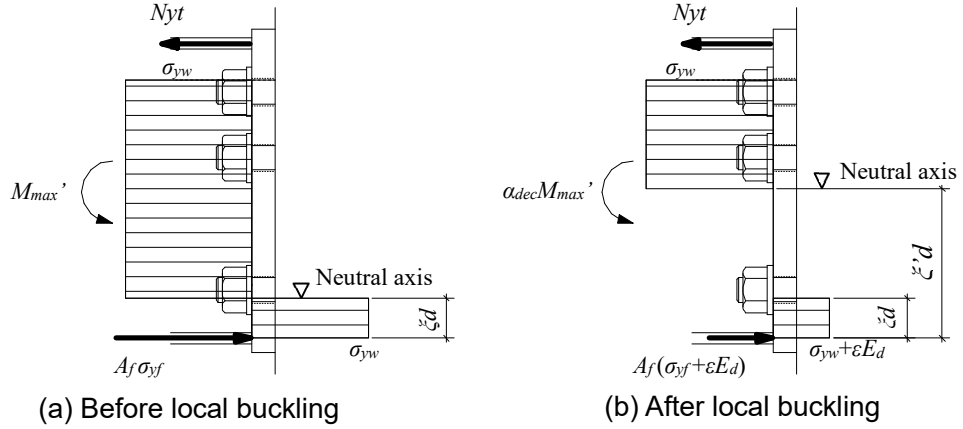 Nyt
σyw
Mmax’
Neutral axis
ξd
σyw
Afσyf
(a) Before local buckling
Nyt
σyw
Neutral axis
αdecMmax’
ξ’d
ξd
σyw+εEd
Af(σyf+εEd)
(b) After local buckling